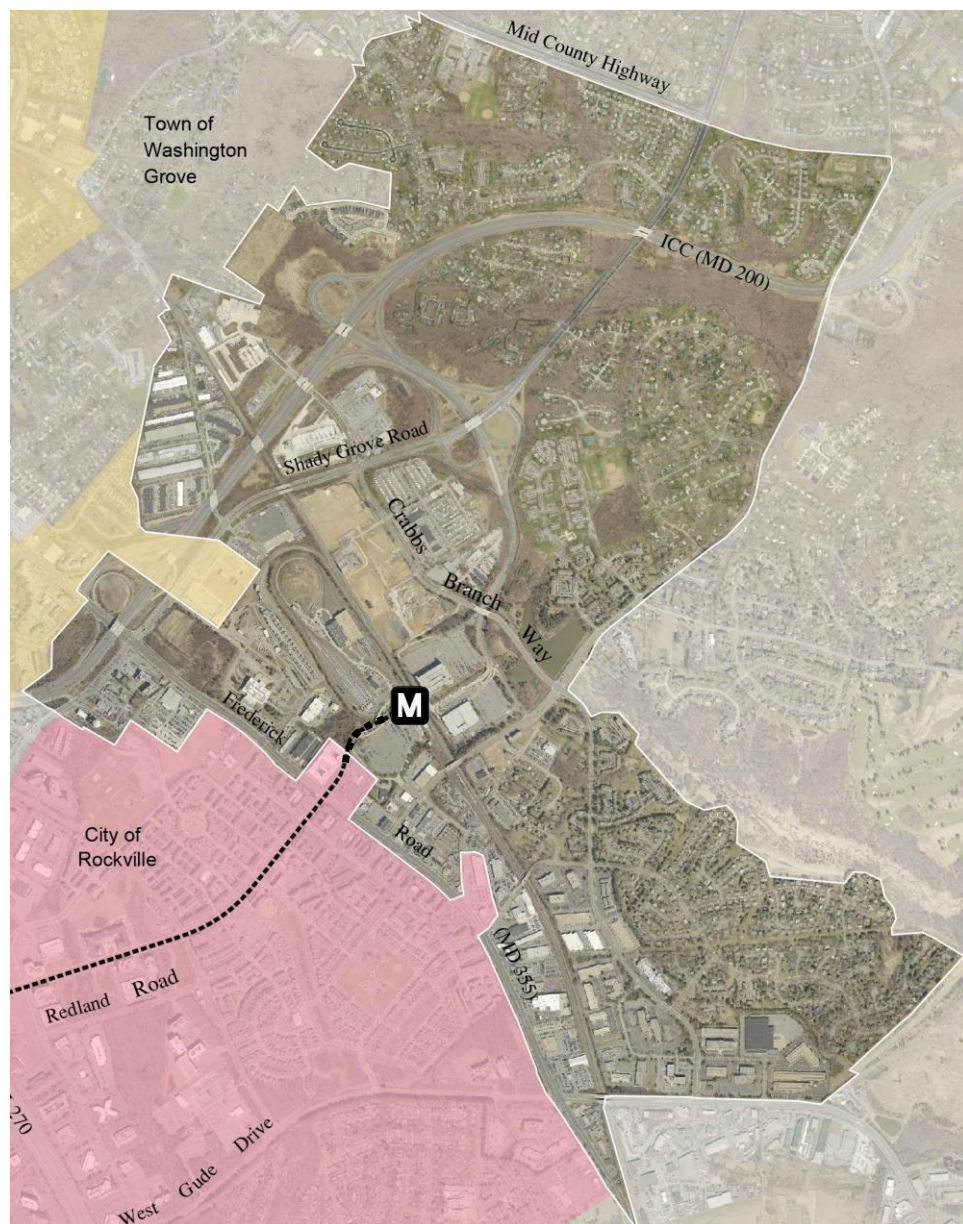 Mid County Highway
Town of
Washington
Grove
ICC (MD 200)
Shady Grove Road
Crabbs
Branch
Way
M
Frederick
Road
City of
Rockville
(MD 355)
Redland Road
270
West Gude Drive